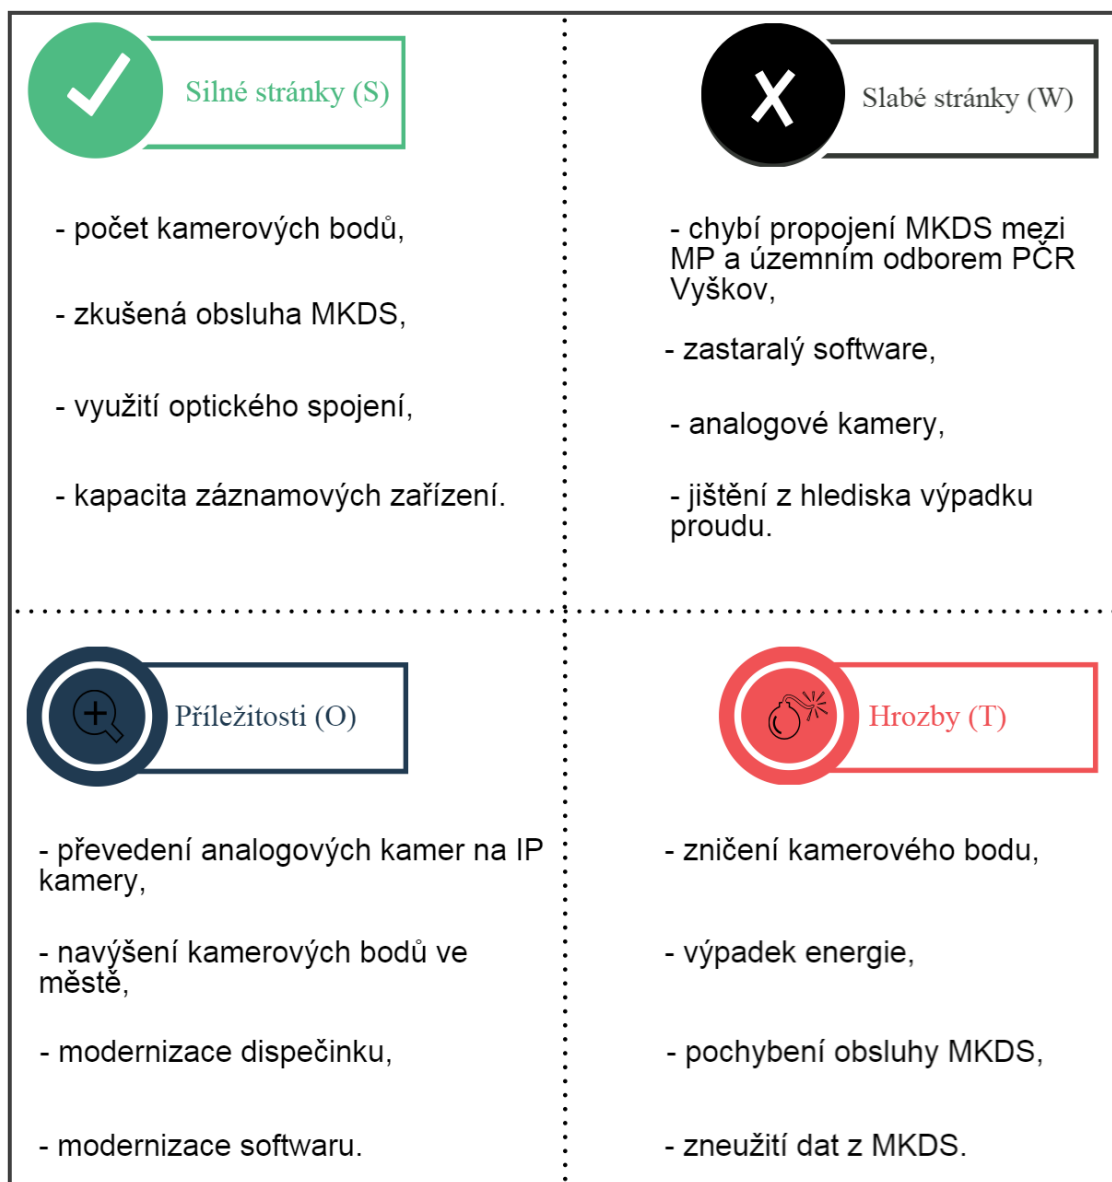 Silné stránky (S)
- počet kamerových bodů,
- zkušená obsluha MKDS,
- využití optického spojení,
- kapacita záznamových zařízení.
Slabé stránky (W)
- chybí propojení MKDS mezi
MP a územním odborem PČR
Vyškov,
- zastaralý software,
- analogové kamery,
- jištění z hlediska výpadku
proudu.
Příležitosti (O)
- převedení analogových kamer na IP
kamery,
- navýšení kamerových bodů ve
městě,
- modernizace dispečinku,
- modernizace softwaru.
Hrozby (T)
- zničení kamerového bodu,
- výpadek energie,
- pochybení obsluhy MKDS,
- zneužití dat z MKDS.